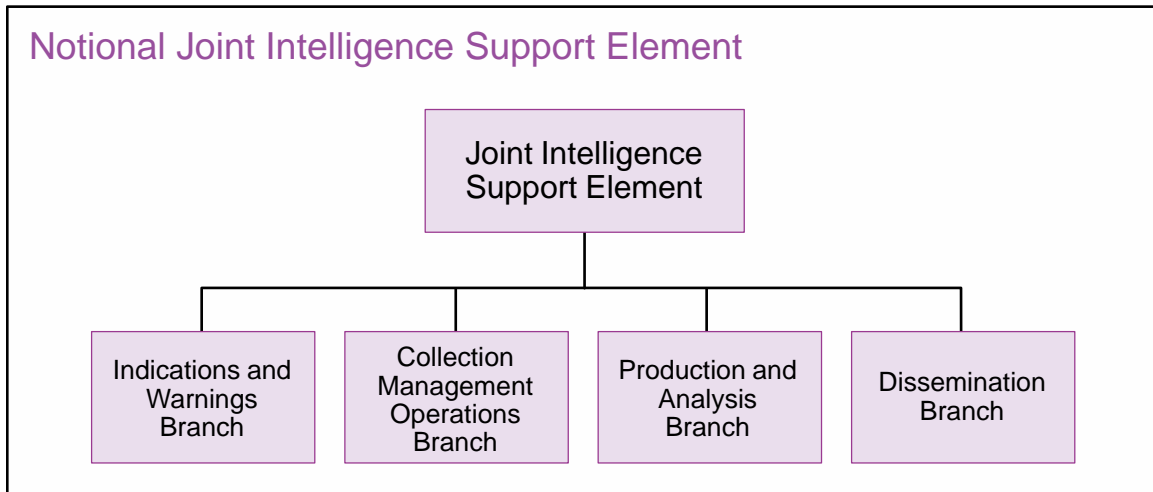 Notional Joint Intelligence Support Element
Joint Intelligence
Support Element
Indications and
Warnings
Branch
Collection
Management
Operations
Branch
Production and
Analysis
Branch
Dissemination
Branch